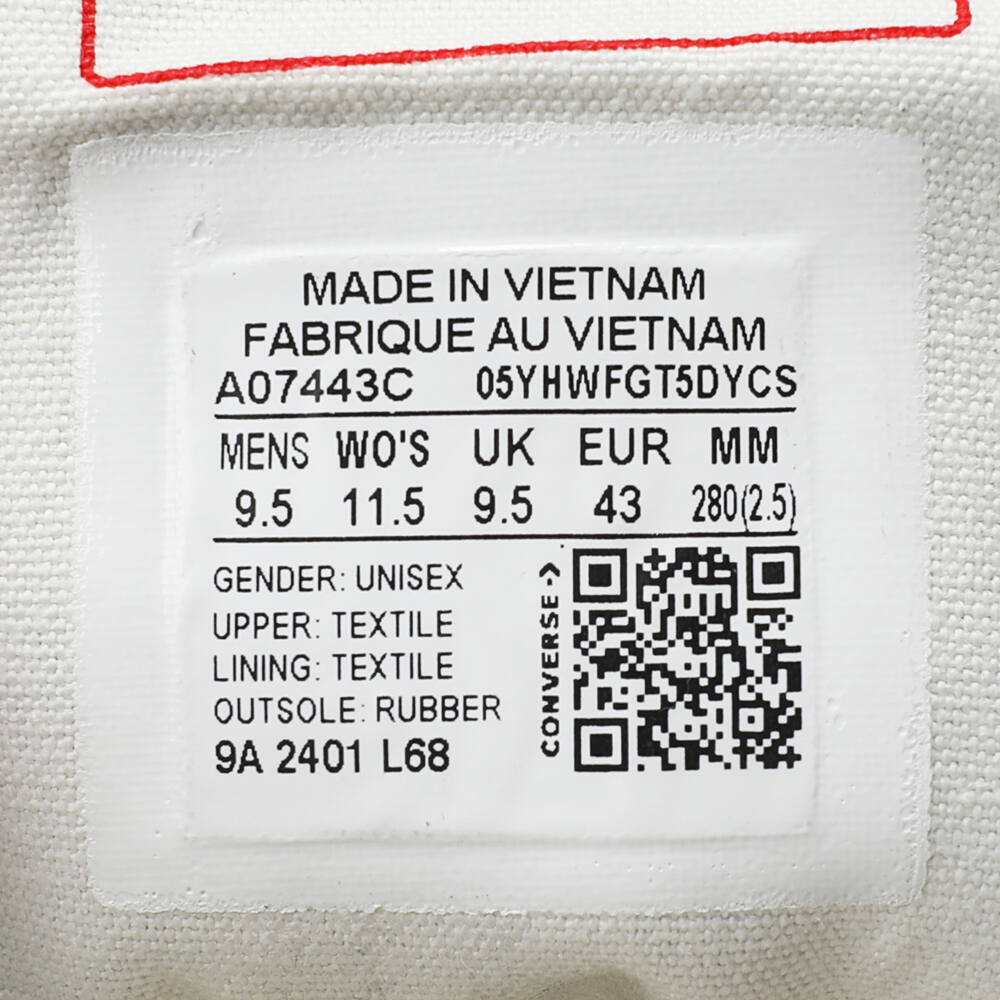 MADE IN VIETNAM
FABRIQUE AU VIETNAM
A07443C 05YHWFGT5DYCS
MENS WO'S UK EUR MM
9.5 11.5 9.5 43 280(2.5)
GENDER: UNISEX
UPPER: TEXTILE
LINING: TEXTILE
OUTSOLE: RUBBER
9A 2401 L68
CONVERSE